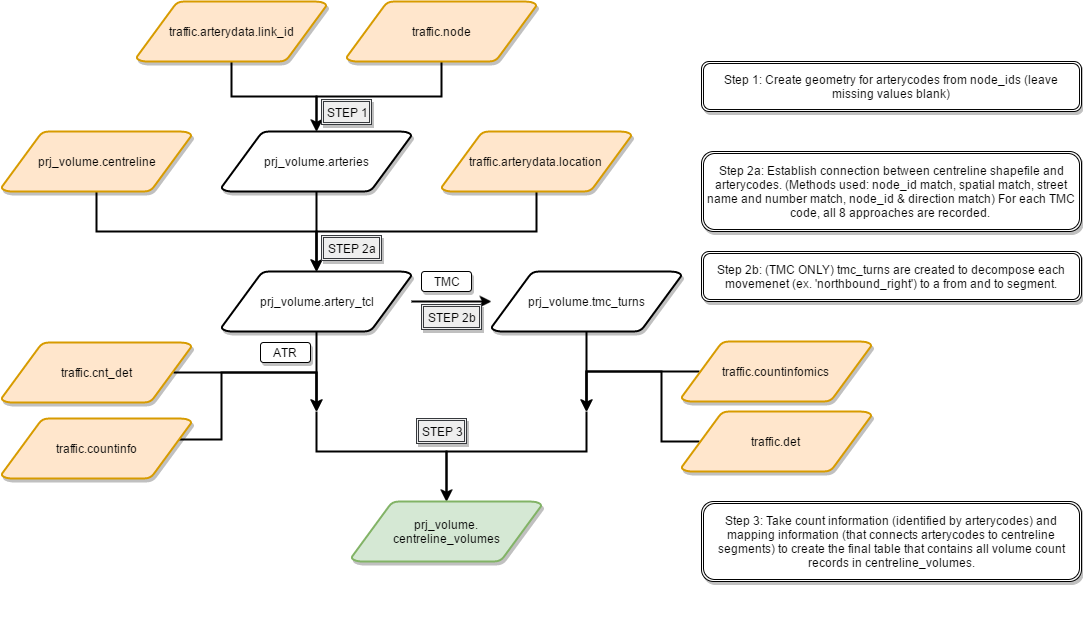 traffic.arterydata.link_id
traffic.node
Step 1: Create geometry for arterycodes from node_ids (leave
missing values blank)
STEP 1
prj_volume.centreline
prj_volume.arteries
traffic.arterydata.location
Step 2a: Establish connection between centreline shapefile and
arterycodes. (Methods used: node_id match, spatial match, street
name and number match, node_id & direction match) For each TMC
code, all 8 approaches are recorded.
STEP 2a
Step 2b: (TMC ONLY) tmc_turns are created to decompose each
movemenet (ex. 'northbound_right') to a from and to segment.
prj_volume.artery_tcl
TMC
STEP 2b
prj_volume.tmc_turns
ATR
traffic.cnt_det
traffic.countinfomics
traffic.countinfo
STEP 3
traffic.det
prj_volume.
centreline_volumes
Step 3: Take count information (identified by arterycodes) and
mapping information (that connects arterycodes to centreline
segments) to create the final table that contains all volume count
records in centreline_volumes.